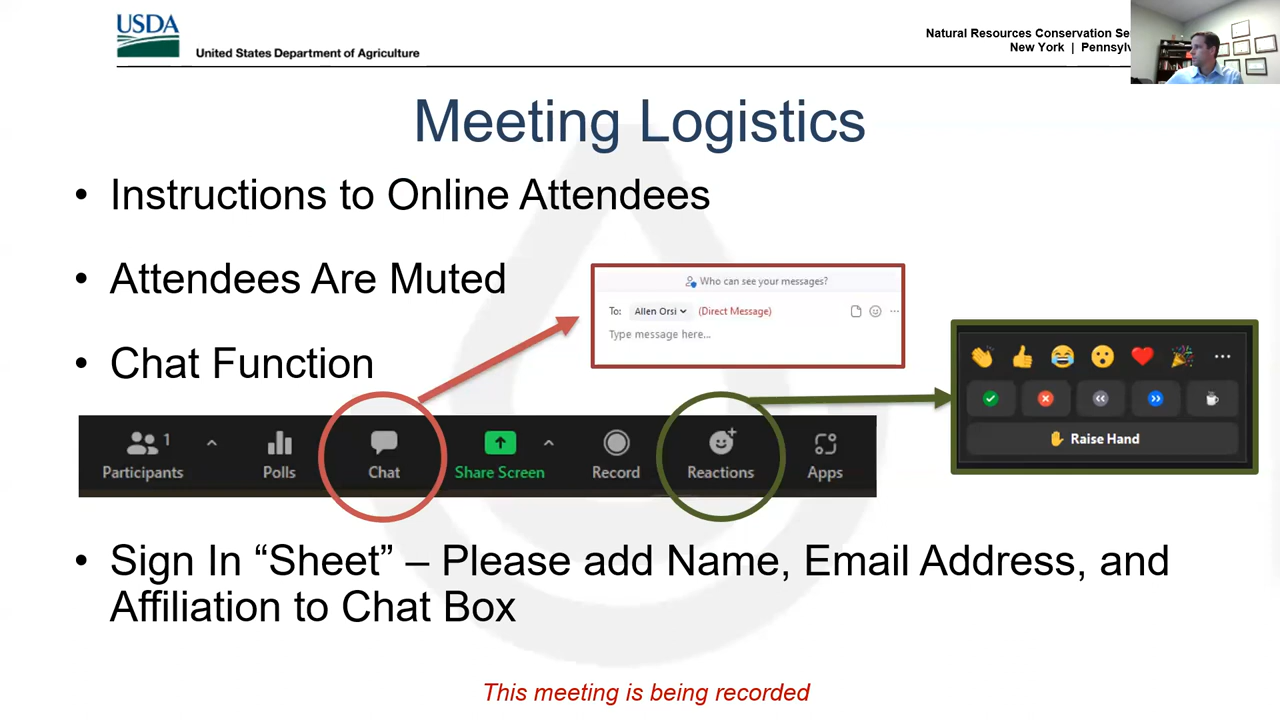 USDA
United States Department of Agriculture
Natural Resources Conservation
New York | Pennsylv
Meeting Logistics
• Instructions to Online Attendees
• Attendees Are Muted
• Chat Function
Who can see your messages?
To: Allen Orsi (Direct Message)
Type message here...
Raise Hand
1
Participants
Polls
Chat
Share Screen
Record
Reactions
Apps
• Sign In “Sheet” – Please add Name, Email Address, and
Affiliation to Chat Box
This meeting is being recorded